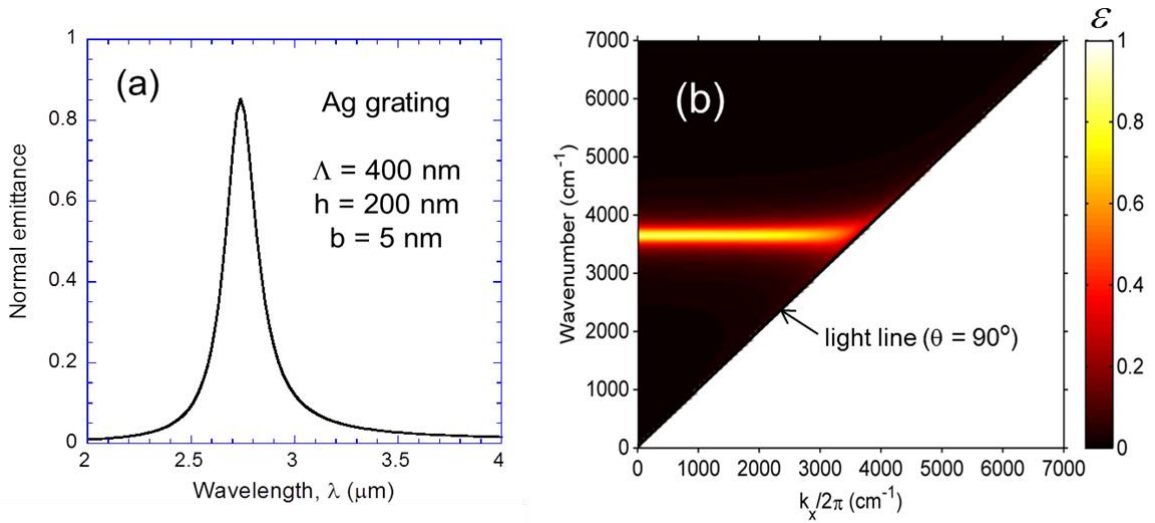 (a)
Ag grating
Λ = 400 nm
h = 200 nm
b = 5 nm
Normal emittance
1
0.8
0.6
0.4
0.2
0
2
2.5
3
3.5
4
Wavelength, λ (μm)
(b)
Wavenumber (cm⁻¹)
7000
6000
5000
4000
3000
2000
1000
0
light line (θ = 90°)
0
1000
2000
3000
4000
5000
6000
7000
kₓ/2π (cm⁻¹)
ε
1
0.8
0.6
0.4
0.2
0